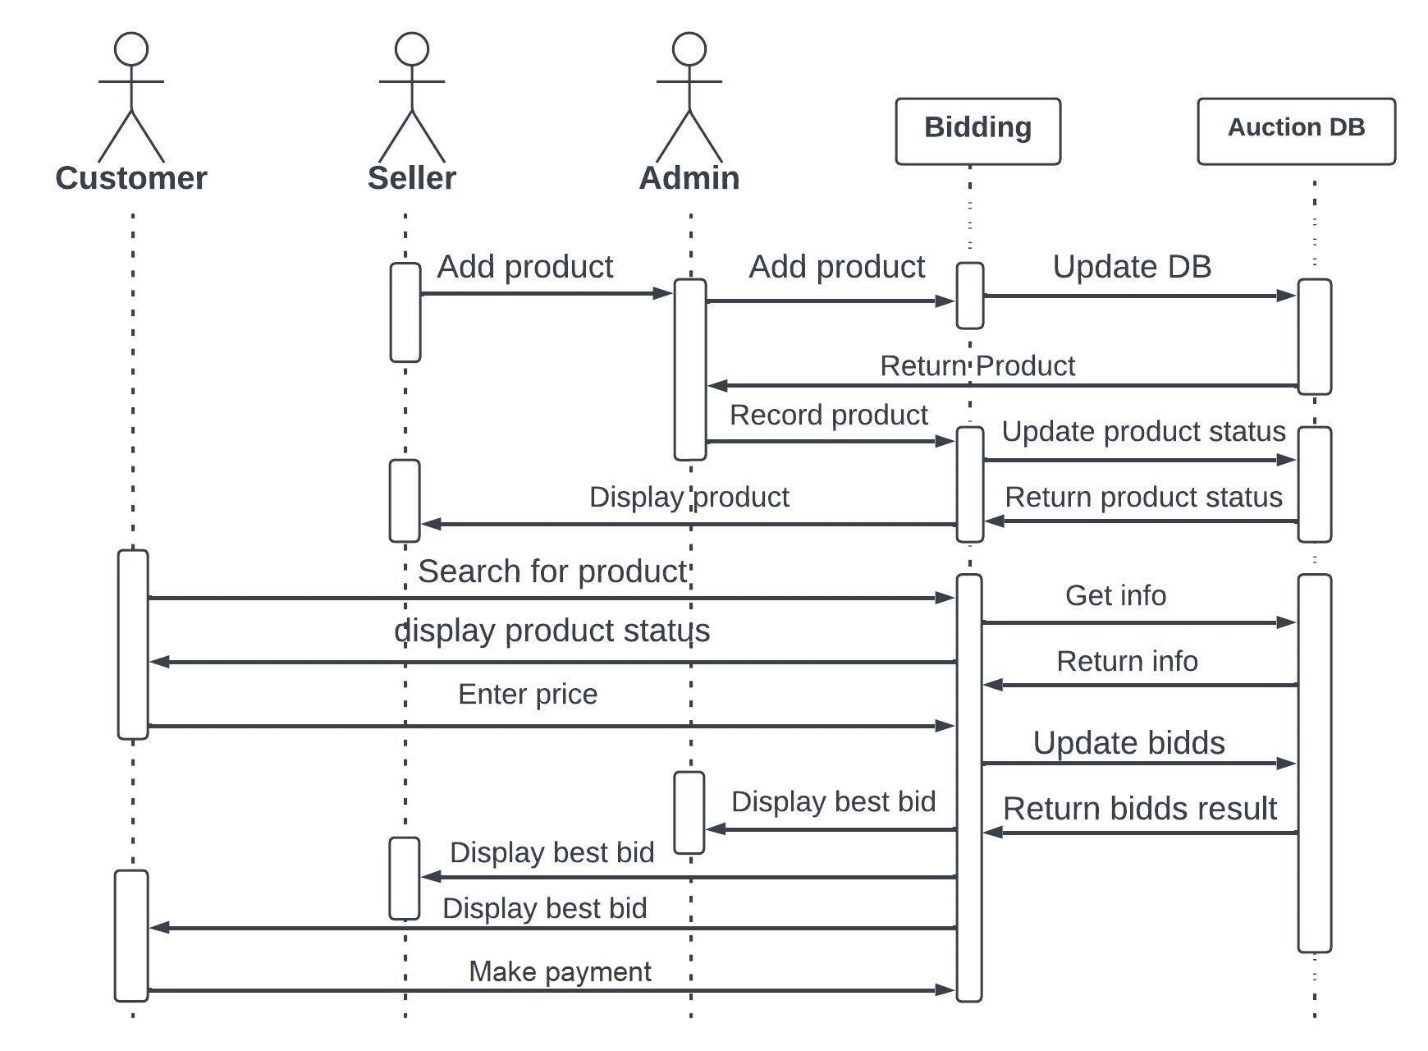 Bidding
Auction DB
Customer
Seller
Admin
Add product
Add product
Update DB
Return Product
Record product
Update product status
Display product
Return product status
Search for product
Get info
display product status
Return info
Enter price
Update bidds
Display best bid
Return bidds result
Display best bid
Display best bid
Make payment